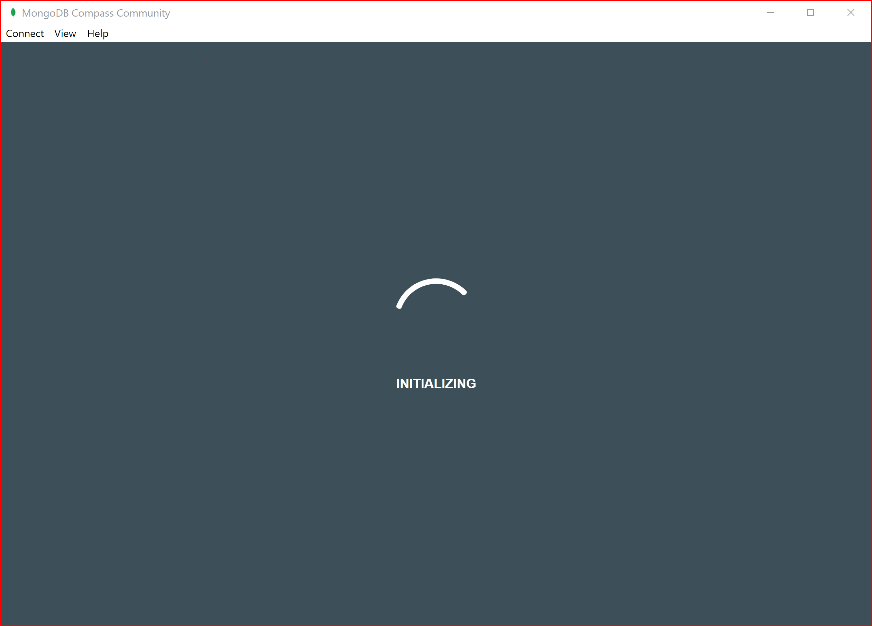 MongoDB Compass Community
Connect View Help
INITIALIZING